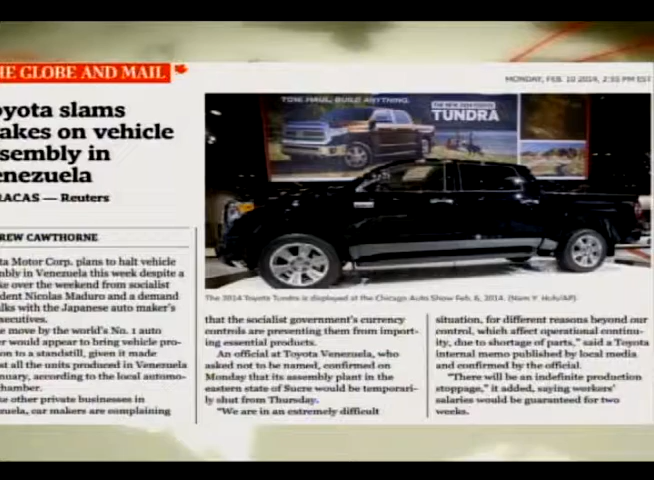 HE GLOBE AND MAIL
MONDAY, FEB. 10 2014, 2:55 PM EST
oyota slams
akes on vehicle
sembly in
enezuela
RACAS — Reuters
REW CAWTHORNE
ta Motor Corp. plans to halt vehicle
mbly in Venezuela this week despite a
ke over the weekend from socialist
dent Nicolas Maduro and a demand
alks with the Japanese auto maker's
ecutives.
e move by the world's No. 1 auto
er would appear to bring vehicle pro-
on to a standstill, given it made
st all the units produced in Venezuela
nuary, according to the local automo-
hamber.
ke other private businesses in
zuela, car makers are complaining
TOW, HAUL, BUILD ANYTHING.
TUNDRA
The 2014 Toyota Tundra is displayed at the Chicago Auto Show Feb. 6, 2014. (Nam Y. Huh/AP)
that the socialist government's currency
controls are presenting them from import-
ing essential products.
An official at Toyota Venezuela, who
asked not to be named, confirmed on
Monday that its assembly plant in the
eastern state of Sucre would be temporari-
ly shut from Thursday.
"We are in an extremely difficult
situation, for different reasons beyond our
control, which affect operational continu-
ity, due to shortage of parts," said a Toyota
internal memo published by local media
and confirmed by the official.
"There will be an indefinite production
stoppage," it added, saying workers'
salaries would be guaranteed for two
weeks.